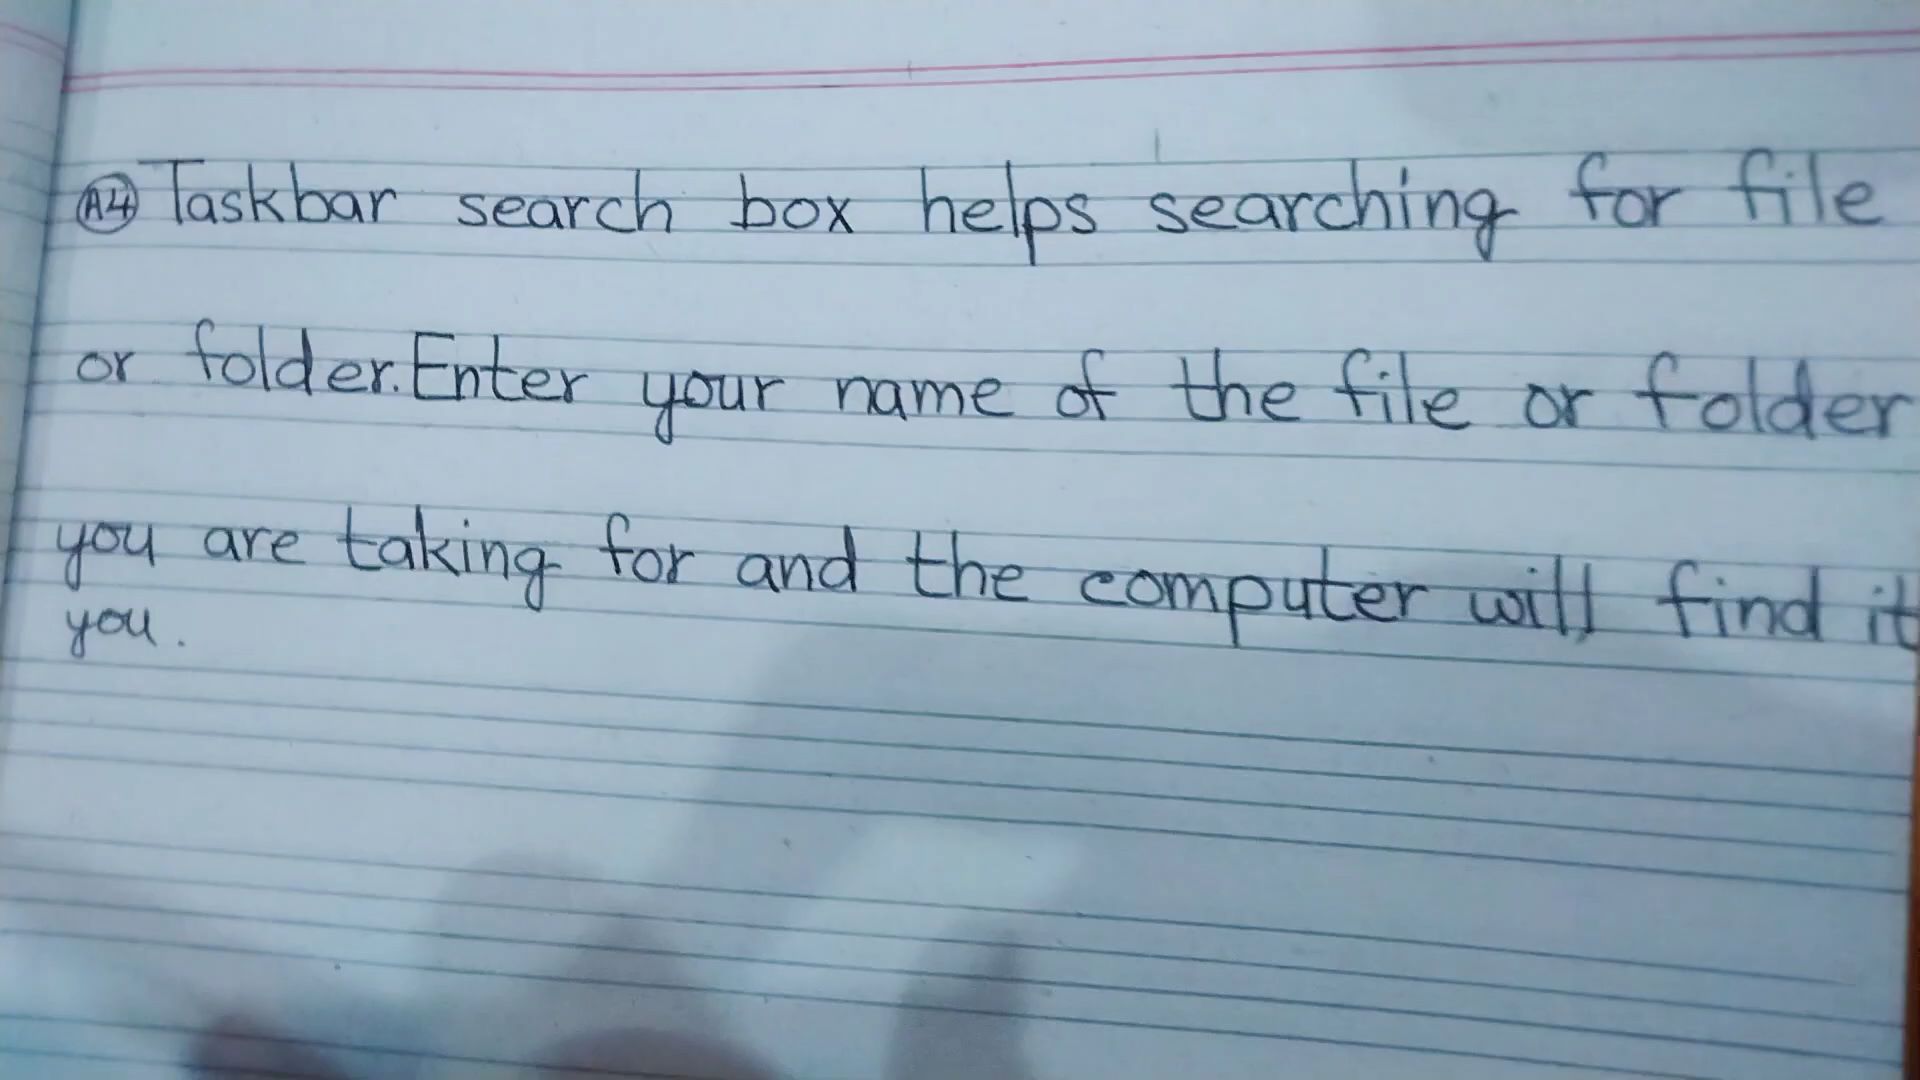 A4 Taskbar search box helps searching for file
or folder. Enter your name of the file or folder
you are taking for and the computer will find it
you.